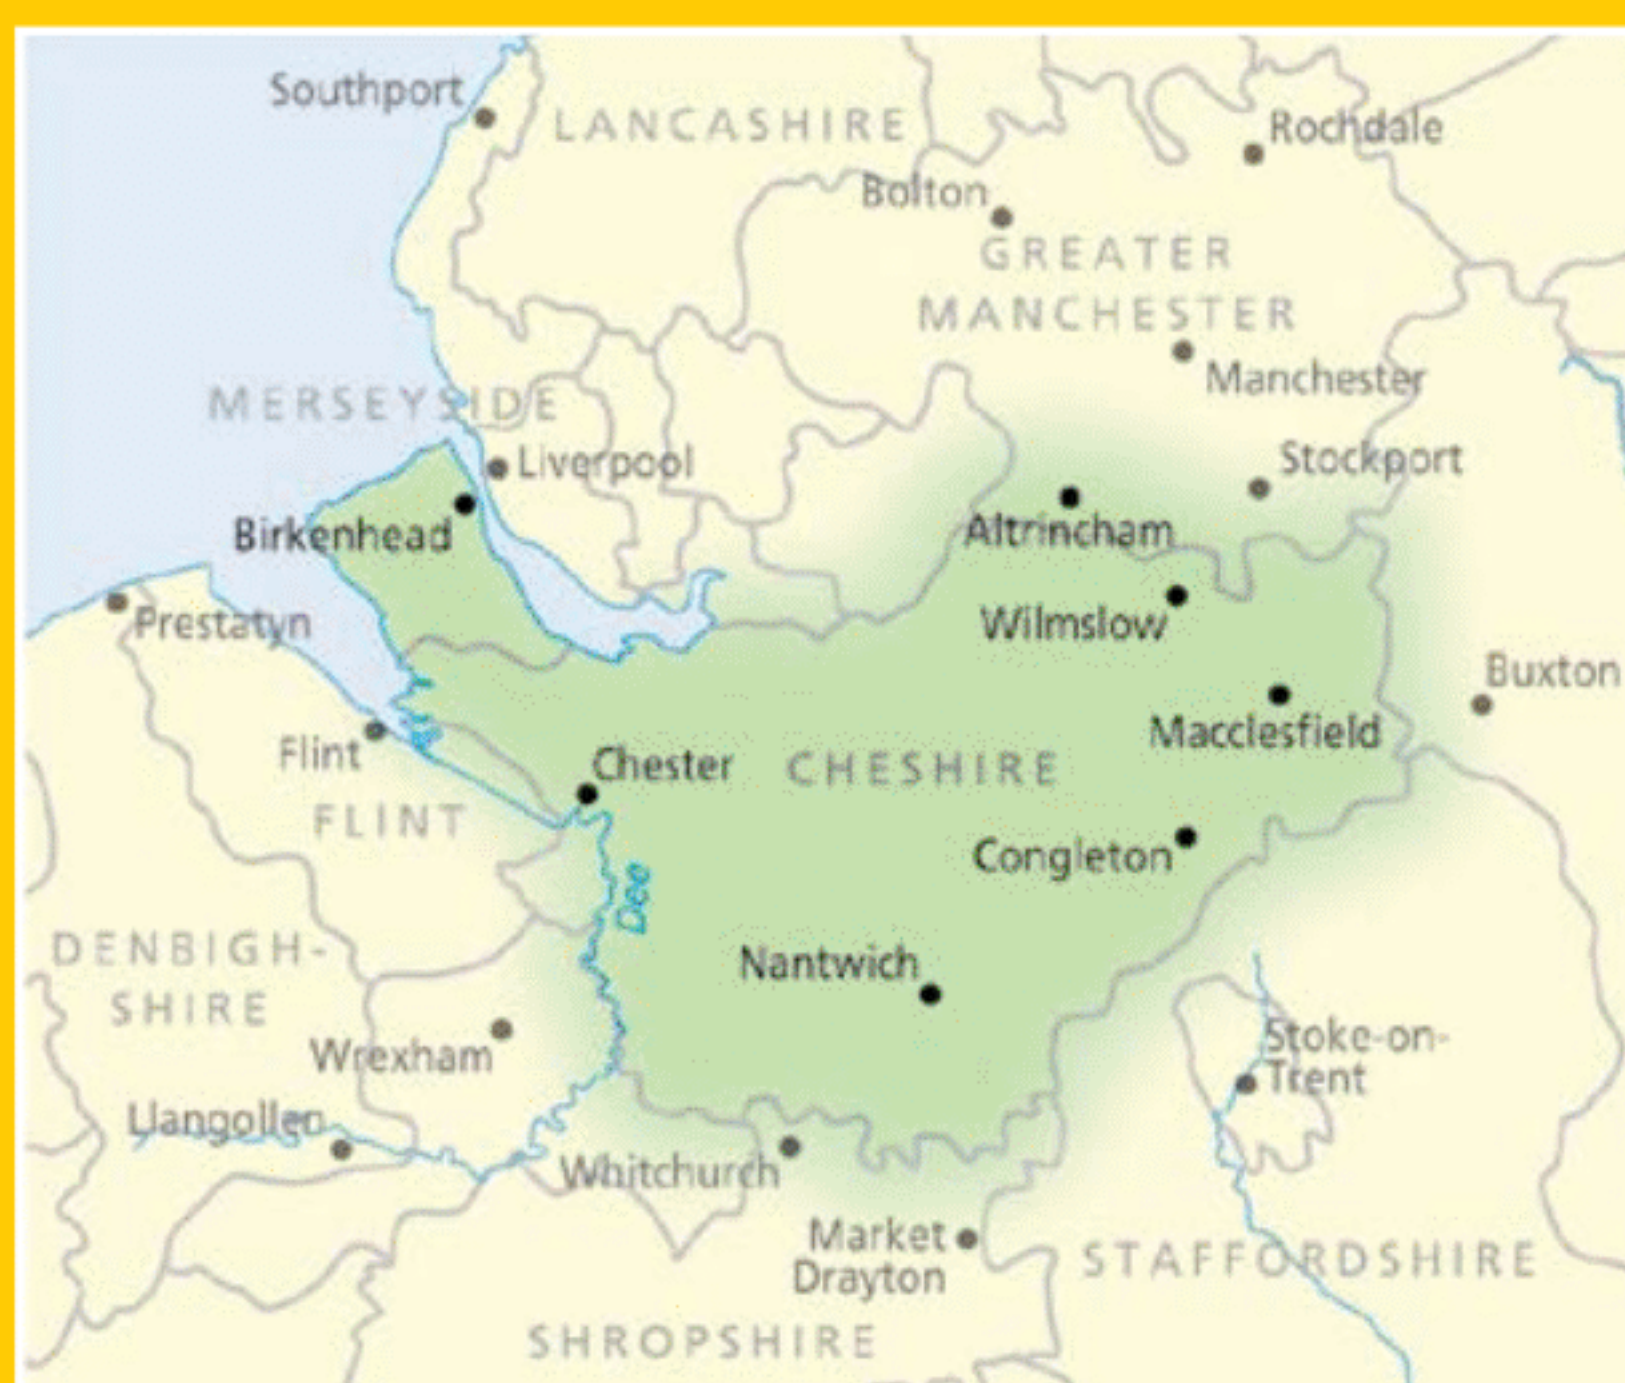 Southport
LANCASHIRE
Rochdale
Bolton
GREATER
MANCHESTER
Manchester
MERSEYSIDE
Liverpool
Stockport
Birkenhead
Altrincham
Prestatyn
Wilmslow
Buxton
Flint
Macclesfield
Chester
CHESHIRE
FLINT
Congleton
Dee
DENBIGH-
SHIRE
Nantwich
Wrexham
Stoke-on-
Trent
Llangollen
Whitchurch
Market
Drayton
STAFFORDSHIRE
SHROPSHIRE